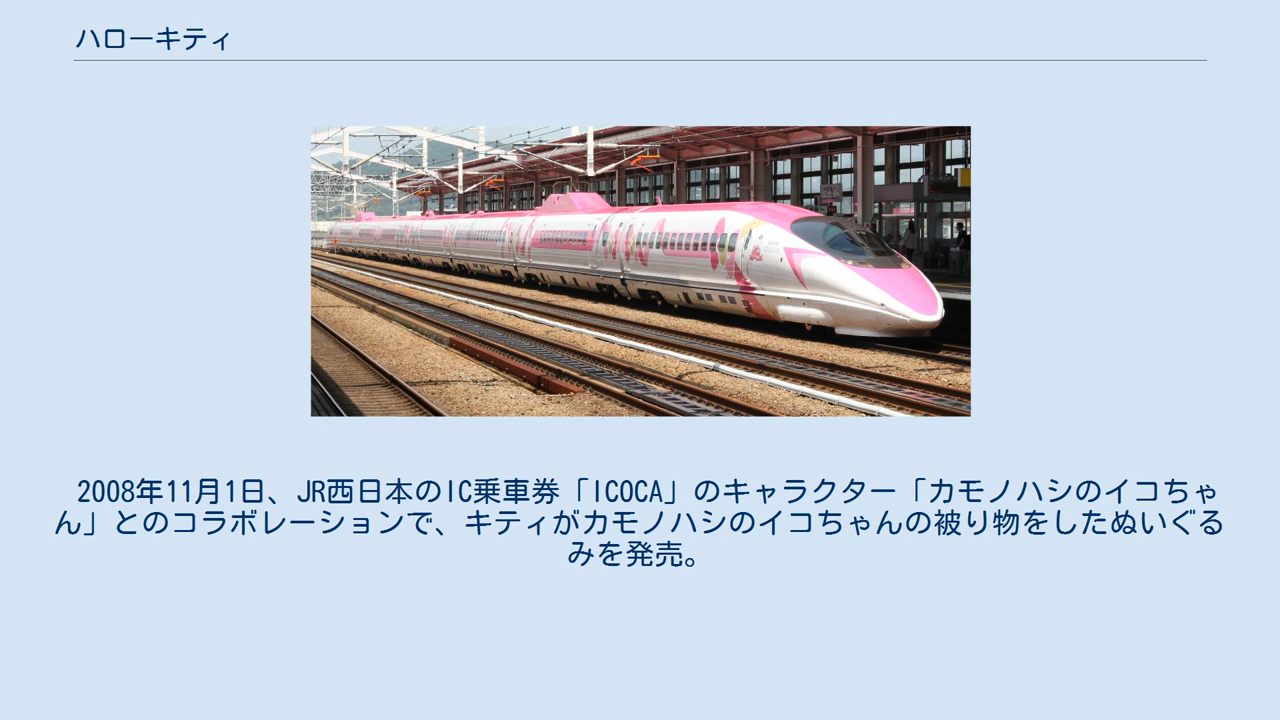 ハローキティ
2008年11月1日、JR西日本のIC乗車券「ICOCA」のキャラクター「カモノハシのイコちゃ
ん」とのコラボレーションで、キティがカモノハシのイコちゃんの被り物をしたぬいぐる
みを発売。